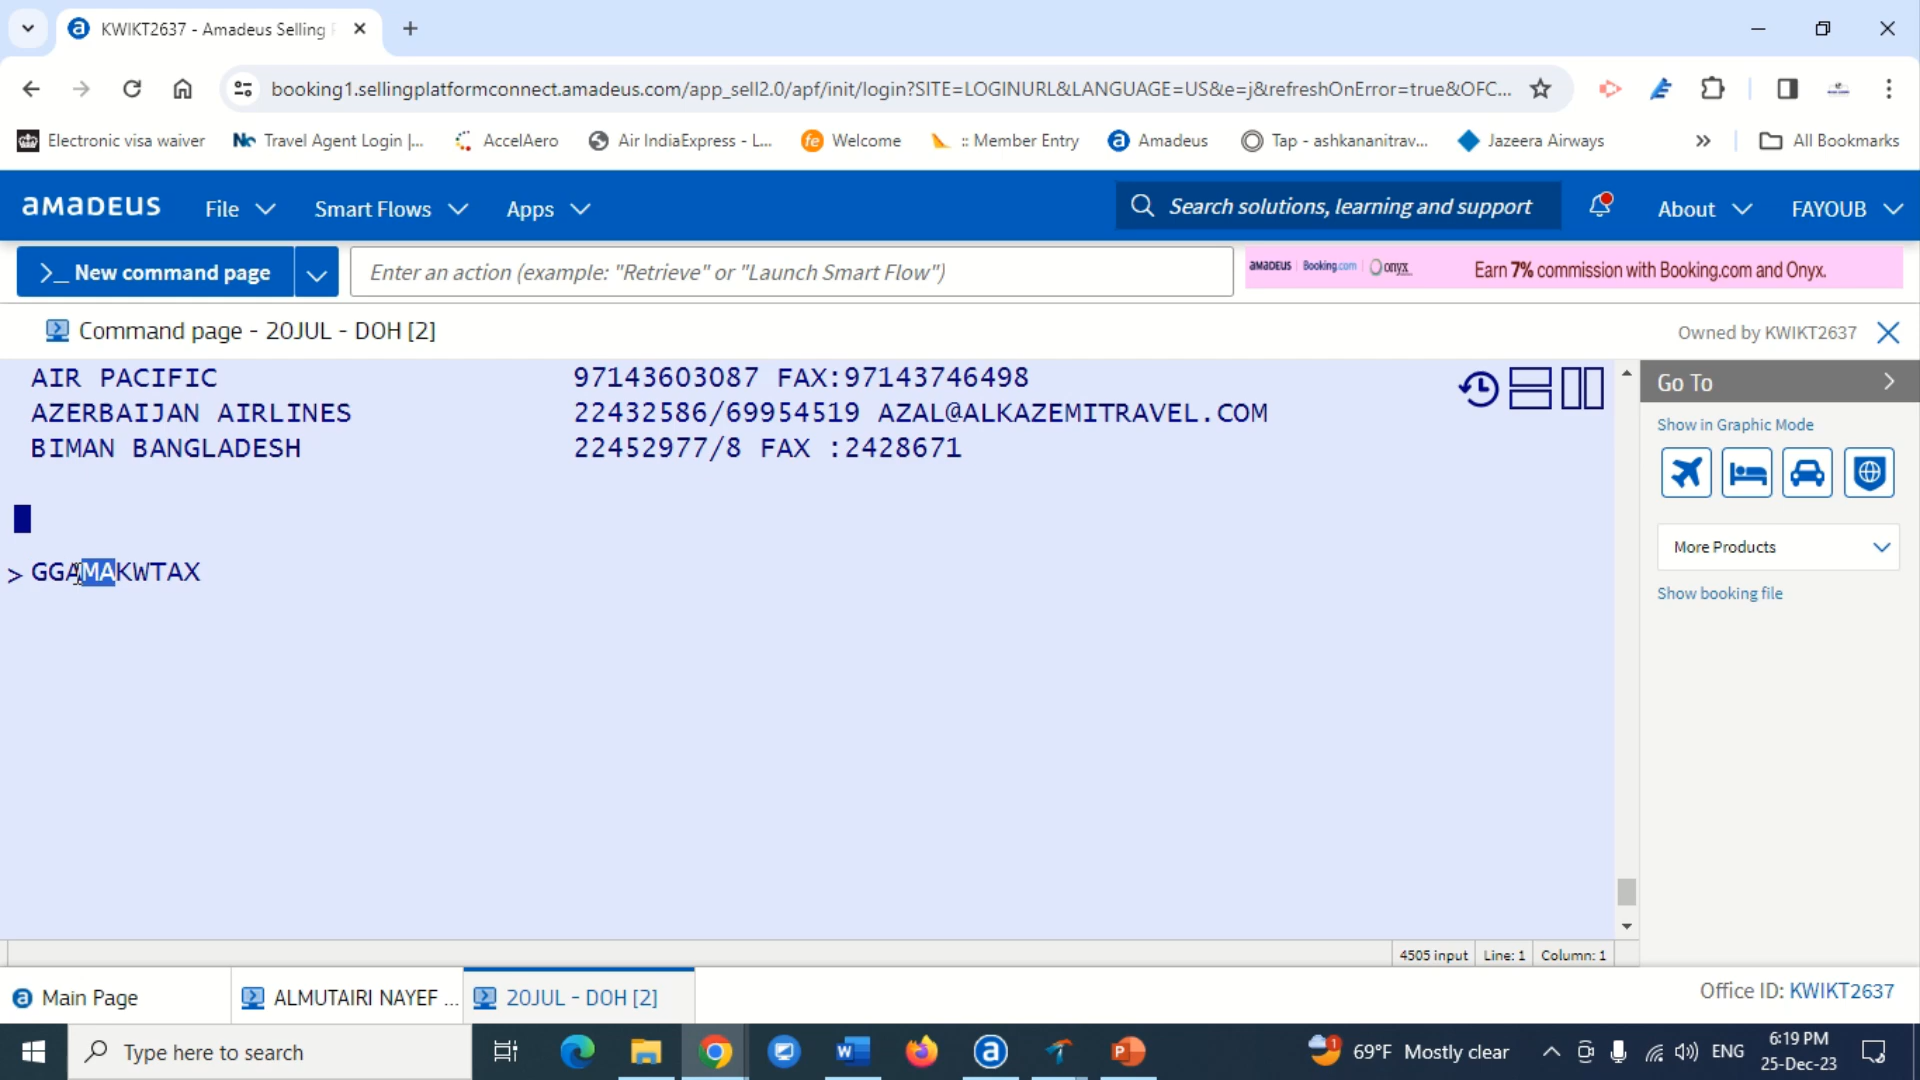 KWIKT2637 - Amadeus Selling
booking1.sellingplatformconnect.amadeus.com/app_sell2.0/apf/init/login?SITE=LOGINURL&LANGUAGE=US&e=j&refreshOnError=true&OFC...
Electronic visa waiver Travel Agent Login |... AccelAero Air IndiaExpress - L... Welcome :: Member Entry Amadeus Tap - ashkananitrav... Jazeera Airways » All Bookmarks
amadeus File Smart Flows Apps Search solutions, learning and support About FAYOUB
>_ New command page Enter an action (example: "Retrieve" or "Launch Smart Flow") amadeus Booking.com onyx Earn 7% commission with Booking.com and Onyx.
Command page - 20JUL - DOH [2] Owned by KWIKT2637
AIR PACIFIC 97143603087 FAX:97143746498
AZERBAIJAN AIRLINES 22432586/69954519 AZAL@ALKAZEMITRAVEL.COM
BIMAN BANGLADESH 22452977/8 FAX :2428671
> GGAMAKWTAX
Go To
Show in Graphic Mode
More Products
Show booking file
4505 input Line: 1 Column: 1
Main Page ALMUTAIRI NAYEF ... 20JUL - DOH [2] Office ID: KWIKT2637
Type here to search 69°F Mostly clear ENG 6:19 PM
25-Dec-23